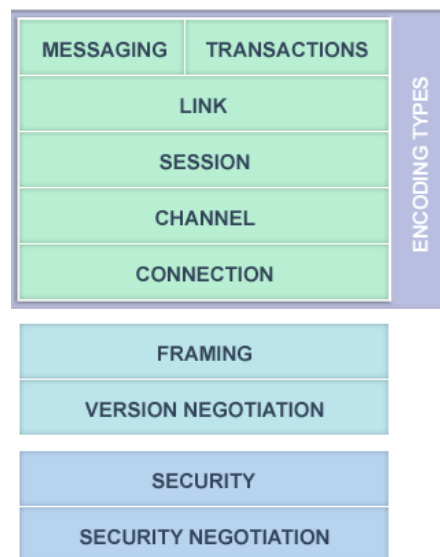 MESSAGING TRANSACTIONS
LINK
SESSION
CHANNEL
CONNECTION
ENCODING TYPES
FRAMING
VERSION NEGOTIATION
SECURITY
SECURITY NEGOTIATION